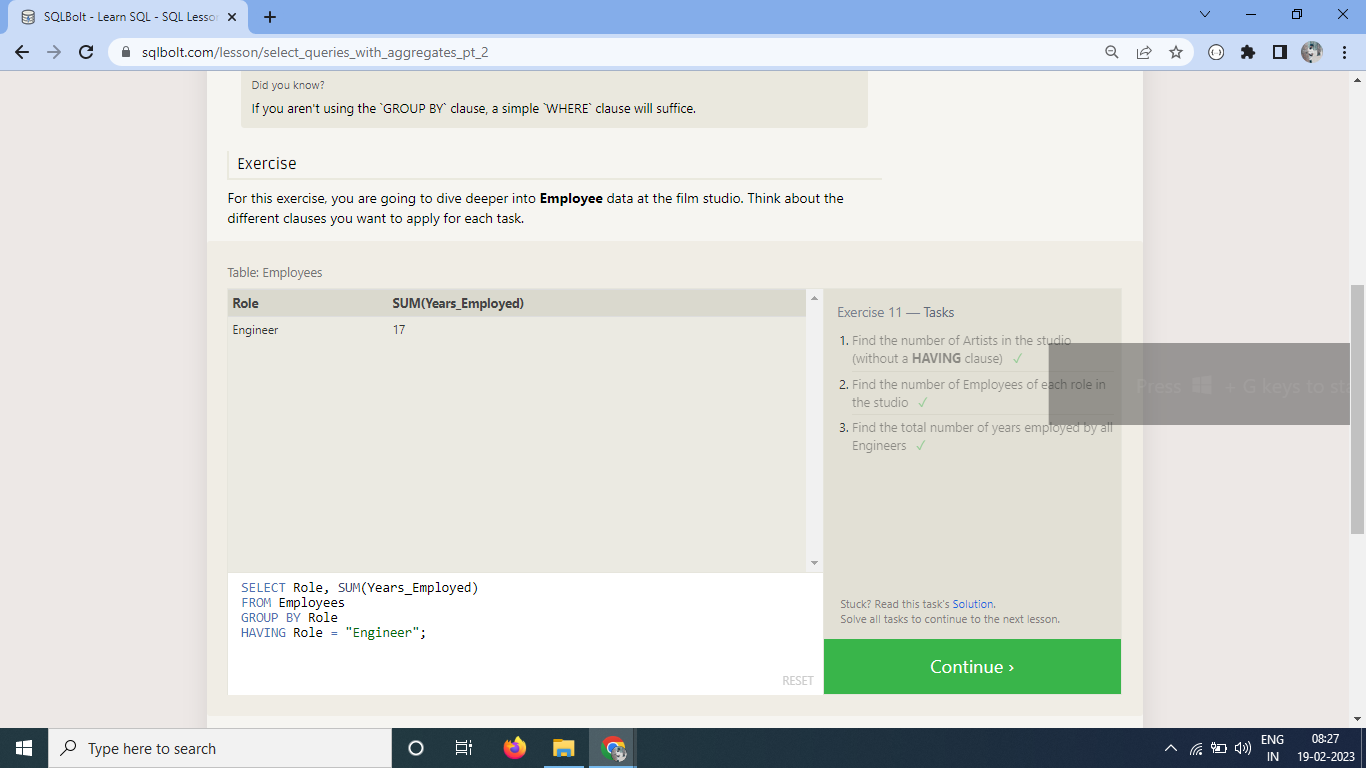 SQLBolt - Learn SQL - SQL Lesson
sqlbolt.com/lesson/select_queries_with_aggregates_pt_2
Did you know?
If you aren't using the `GROUP BY` clause, a simple `WHERE` clause will suffice.
Exercise
For this exercise, you are going to dive deeper into Employee data at the film studio. Think about the
different clauses you want to apply for each task.
Table: Employees
Role SUM(Years_Employed)
Engineer 17
Exercise 11 — Tasks
1. Find the number of Artists in the studio
(without a HAVING clause) ✓
2. Find the number of Employees of each role in
the studio ✓
3. Find the total number of years employed by all
Engineers ✓
Press + G keys to sta
SELECT Role, SUM(Years_Employed)
FROM Employees
GROUP BY Role
HAVING Role = "Engineer";
RESET
Stuck? Read this task's Solution.
Solve all tasks to continue to the next lesson.
Continue ›
Type here to search
ENG
IN
08:27
19-02-2023